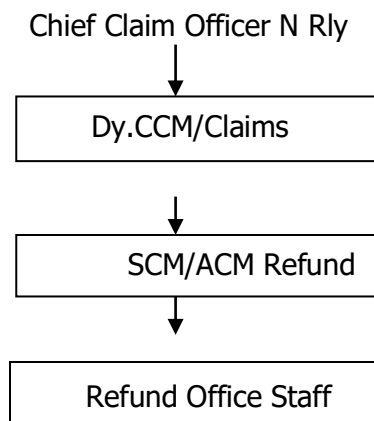 Chief Claim Officer N Rly
Dy.CCM/Claims
SCM/ACM Refund
Refund Office Staff